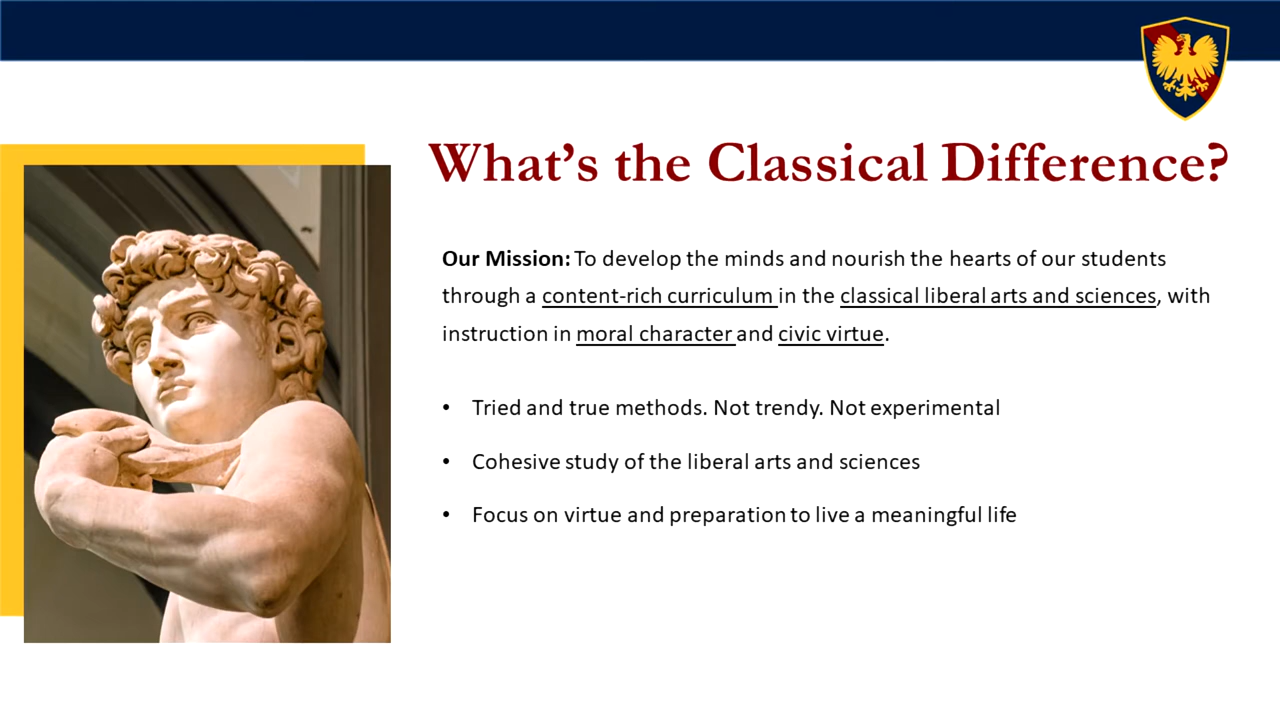 What's the Classical Difference?
Our Mission: To develop the minds and nourish the hearts of our students
through a content-rich curriculum in the classical liberal arts and sciences, with
instruction in moral character and civic virtue.
• Tried and true methods. Not trendy. Not experimental
• Cohesive study of the liberal arts and sciences
• Focus on virtue and preparation to live a meaningful life